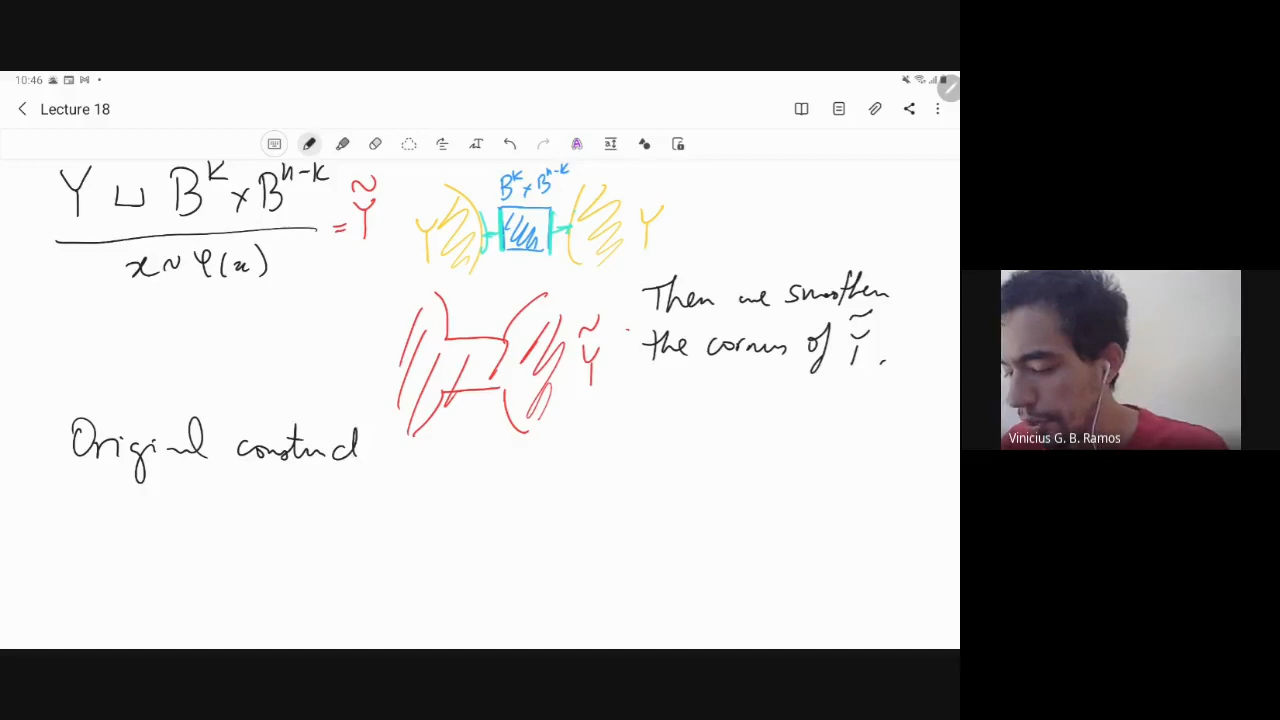 10:46
Lecture 18
Y ⊔ B^k × B^{n-k}
x ~ φ(x)
= Ỹ
B^k × B^{n-k}
Y
Y
Ỹ
Then we smoothen
the corners of Ỹ.
Original construct
Vinicius G. B. Ramos